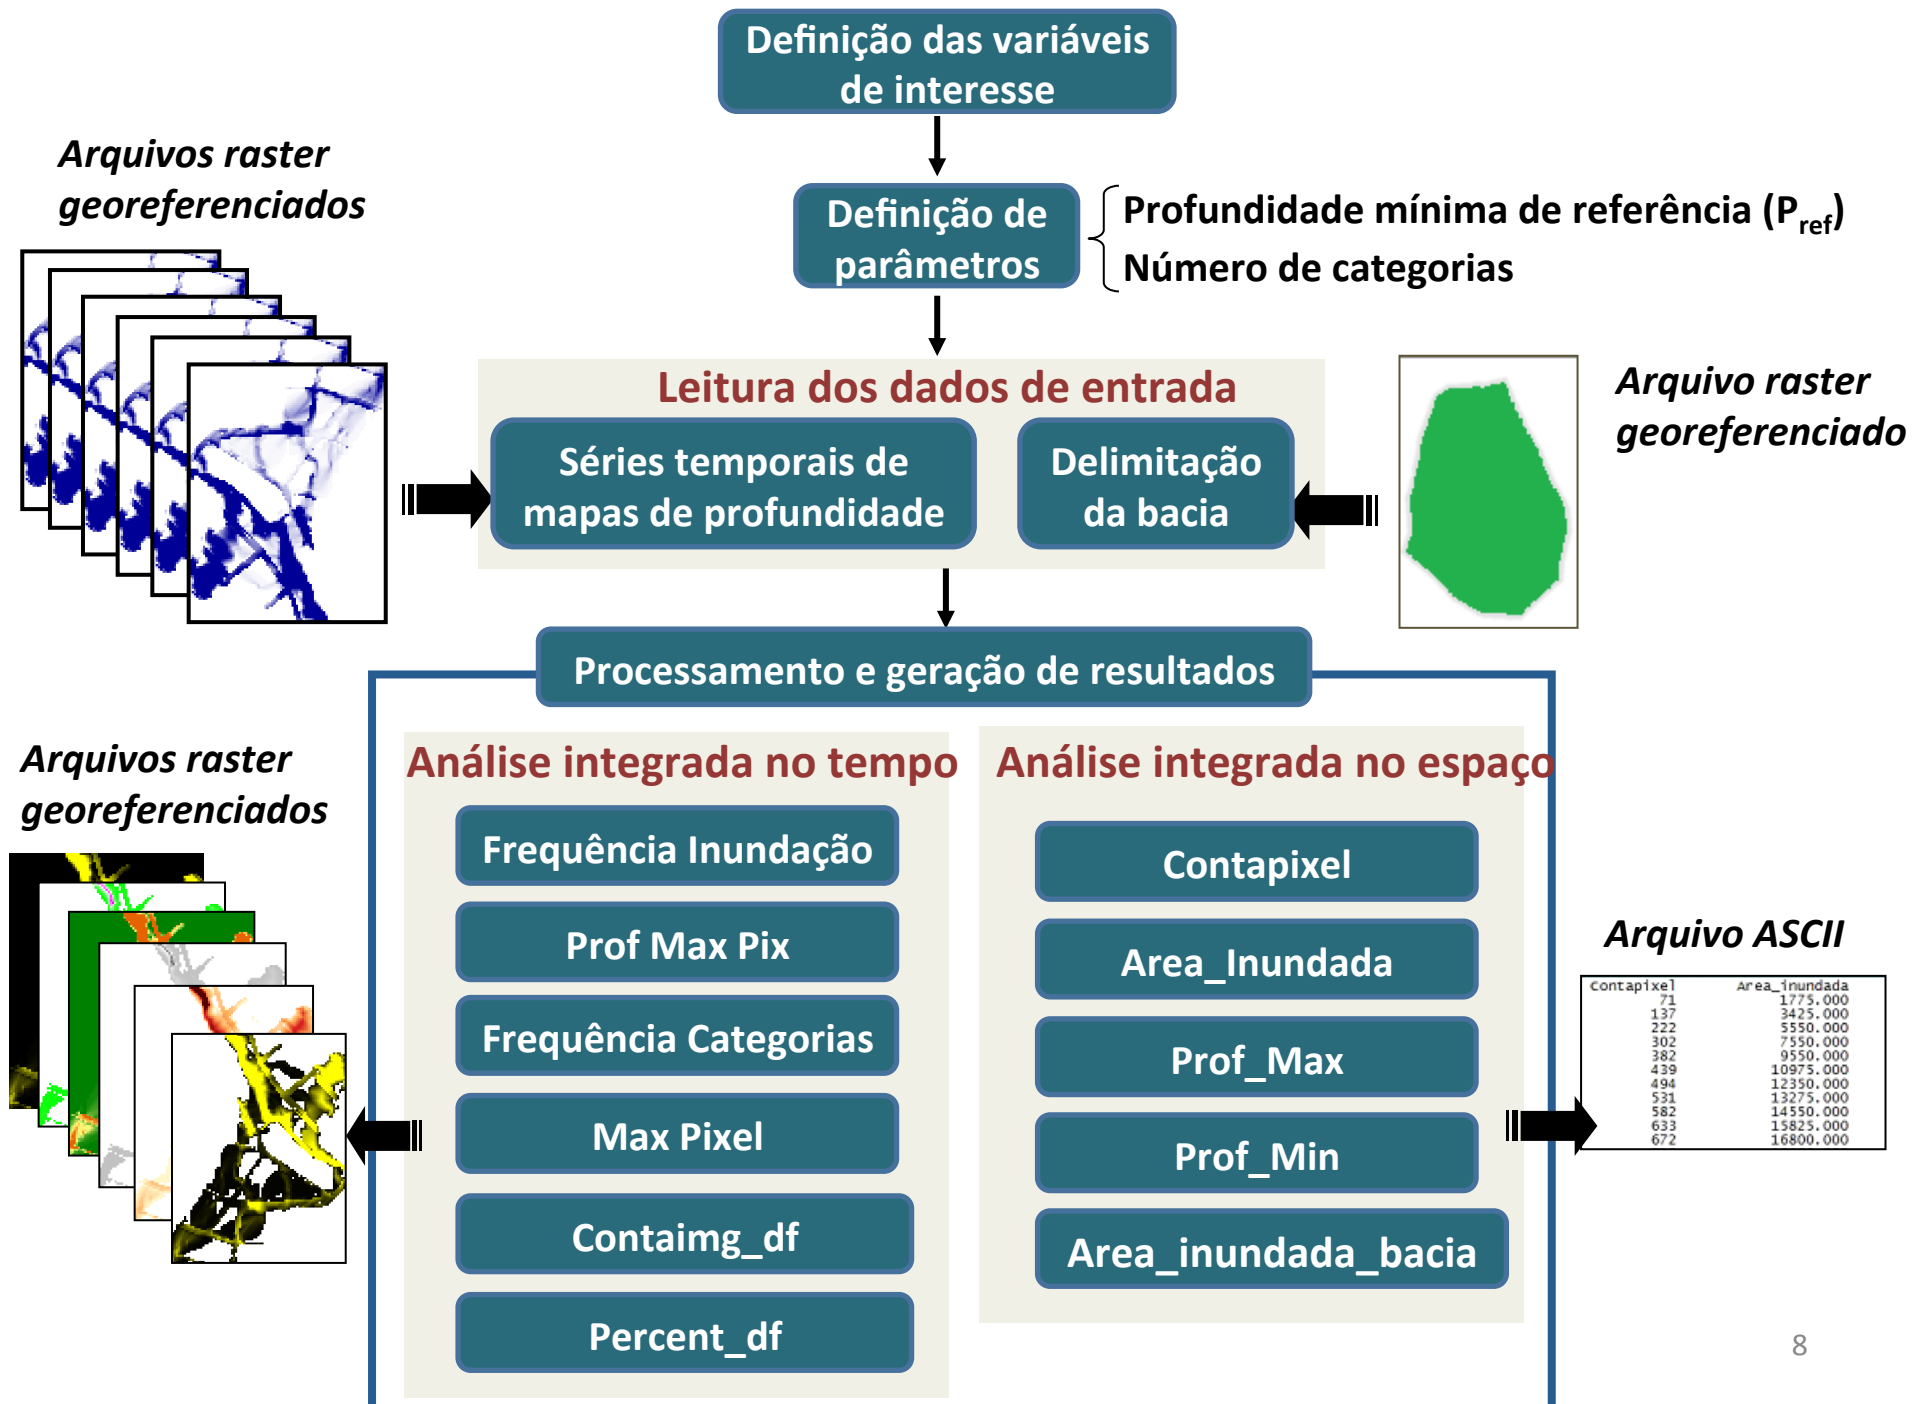 Definição das variáveis
de interesse
Arquivos raster
georeferenciados
Definição de
parâmetros
Profundidade mínima de referência (Pref)
Número de categorias
Leitura dos dados de entrada
Séries temporais de
mapas de profundidade
Delimitação
da bacia
Arquivo raster
georeferenciado
Processamento e geração de resultados
Análise integrada no tempo
Frequência Inundação
Prof Max Pix
Frequência Categorias
Max Pixel
Contaimg_df
Percent_df
Análise integrada no espaço
Contapixel
Area_Inundada
Prof_Max
Prof_Min
Area_inundada_bacia
Arquivos raster
georeferenciados
Arquivo ASCII
Contapixel Area_inundada
71 1775.000
137 3425.000
222 5550.000
302 7550.000
382 9550.000
439 10975.000
494 12350.000
531 13275.000
582 14550.000
633 15825.000
672 16800.000
8